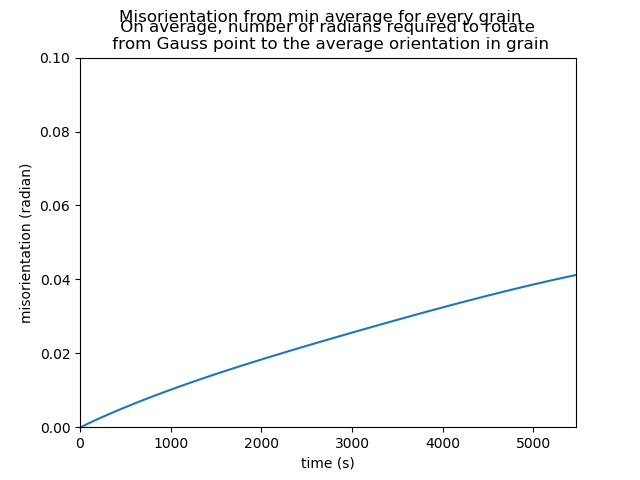 Misorientation from min average for every grain
On average, number of radians required to rotate
from Gauss point to the average orientation in grain
0.10
0.08
0.06
0.04
0.02
0.00
misorientation (radian)
0 1000 2000 3000 4000 5000
time (s)